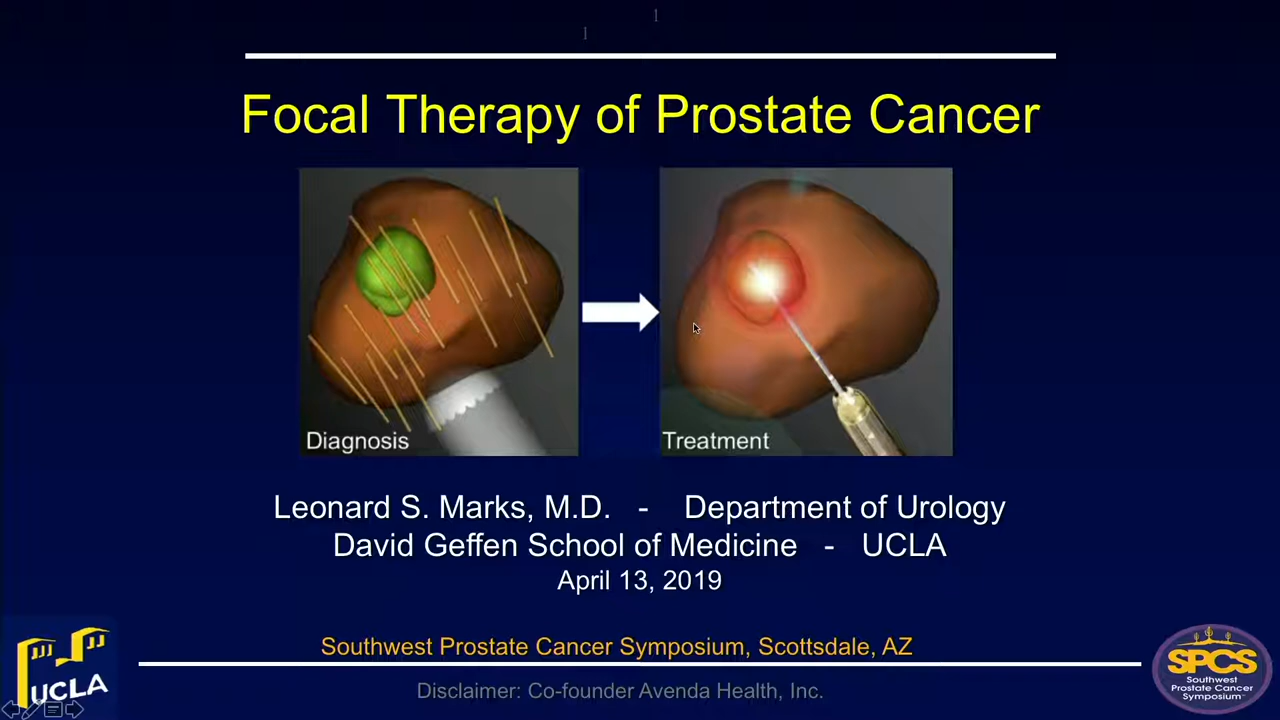 1
1
Focal Therapy of Prostate Cancer
Diagnosis
Treatment
Leonard S. Marks, M.D. - Department of Urology
David Geffen School of Medicine - UCLA
April 13, 2019
Southwest Prostate Cancer Symposium, Scottsdale, AZ
Disclaimer: Co-founder Avenda Health, Inc.
UCLA
SPCS
Southwest
Prostate Cancer
Symposium